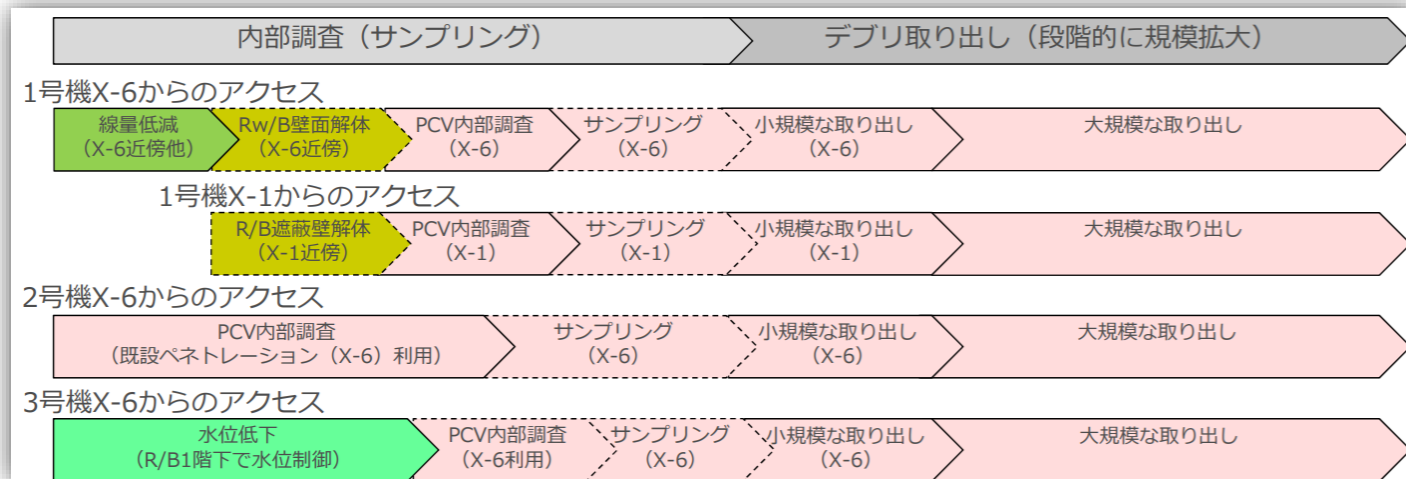 内部調査（サンプリング）
デブリ取り出し（段階的に規模拡大）
1号機X-6からのアクセス
線量低減
（X-6近傍他）
Rw/B壁面解体
（X-6近傍）
PCV内部調査
（X-6）
サンプリング
（X-6）
小規模な取り出し
（X-6）
大規模な取り出し
1号機X-1からのアクセス
R/B遮蔽壁解体
（X-1近傍）
PCV内部調査
（X-1）
サンプリング
（X-1）
小規模な取り出し
（X-1）
大規模な取り出し
2号機X-6からのアクセス
PCV内部調査
（既設ペネトレーション（X-6）利用）
サンプリング
（X-6）
小規模な取り出し
（X-6）
大規模な取り出し
3号機X-6からのアクセス
水位低下
（R/B1階下で水位制御）
PCV内部調査
（X-6利用）
サンプリング
（X-6）
小規模な取り出し
（X-6）
大規模な取り出し